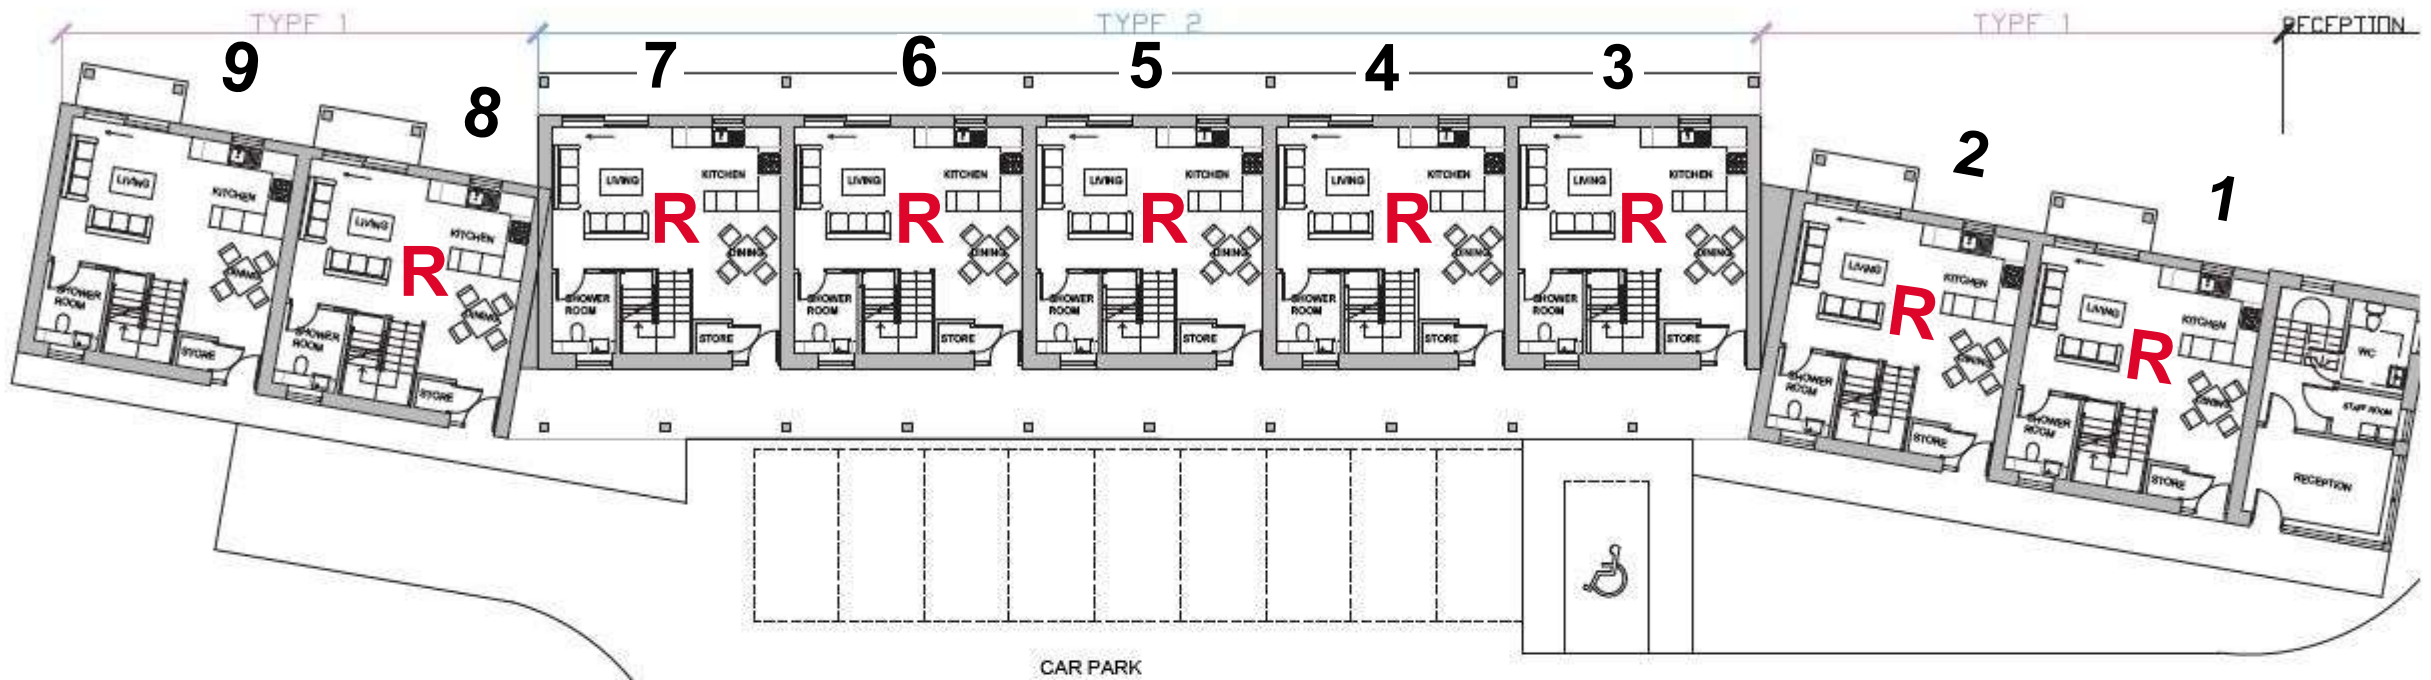 TYPE 1 TYPE 2 TYPE 1 RECEPTION
9 8 7 6 5 4 3 2 1
LIVING KITCHEN DINING SHOWER ROOM STORE
LIVING KITCHEN R DINING SHOWER ROOM STORE
LIVING KITCHEN R DINING SHOWER ROOM STORE
LIVING KITCHEN R DINING SHOWER ROOM STORE
LIVING KITCHEN R DINING SHOWER ROOM STORE
LIVING KITCHEN R DINING SHOWER ROOM STORE
LIVING KITCHEN R DINING SHOWER ROOM STORE
LIVING KITCHEN R DINING SHOWER ROOM STORE
LIVING KITCHEN R DINING SHOWER ROOM STORE
WC
STAFF ROOM
RECEPTION
CAR PARK